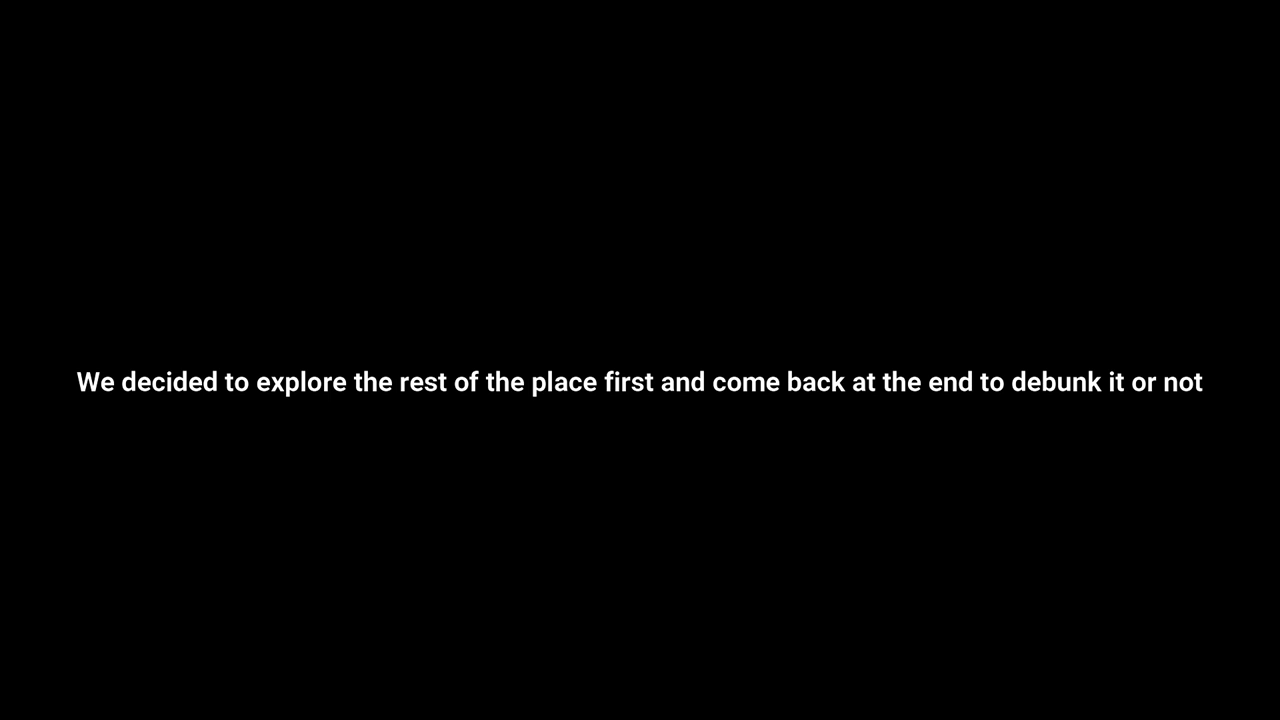 We decided to explore the rest of the place first and come back at the end to debunk it or not